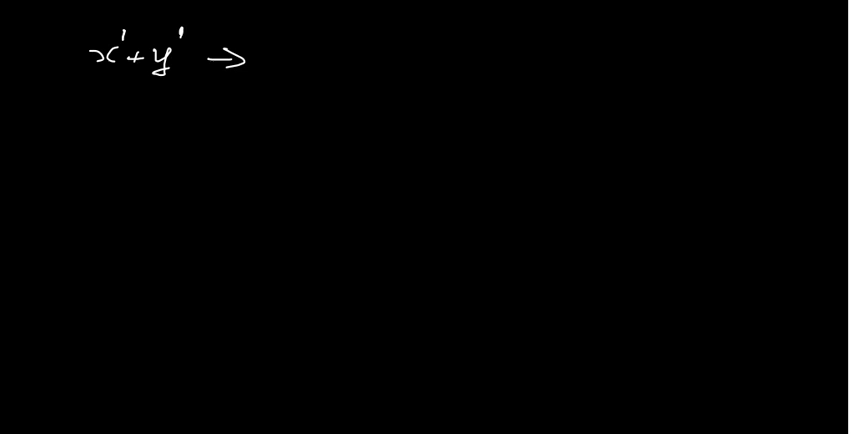 x' + y' →